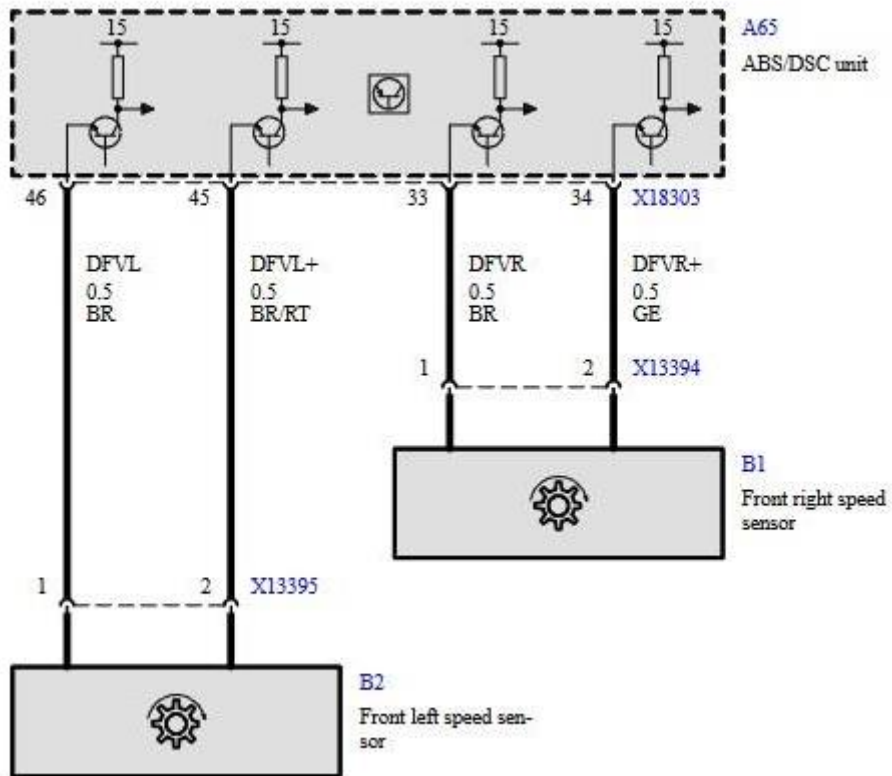 15 15 15 15 A65
ABS/DSC unit
46 45 33 34 X18303
DFVL DFVL+ DFVR DFVR+
0.5 0.5 0.5 0.5
BR BR/RT BR GE
1 2 X13394
B1
Front right speed
sensor
1 2 X13395
B2
Front left speed sen-
sor